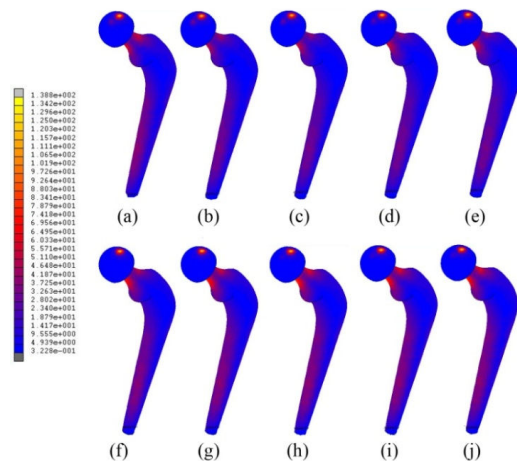 1.388e+002
1.342e+002
1.296e+002
1.250e+002
1.203e+002
1.157e+002
1.111e+002
1.065e+002
1.019e+002
9.726e+001
9.264e+001
8.803e+001
8.341e+001
7.879e+001
7.418e+001
6.956e+001
6.495e+001
6.033e+001
5.571e+001
5.110e+001
4.648e+001
4.187e+001
3.725e+001
3.263e+001
2.802e+001
2.340e+001
1.879e+001
1.417e+001
9.555e+000
4.939e+000
3.228e-001
(a) (b) (c) (d) (e)
(f) (g) (h) (i) (j)